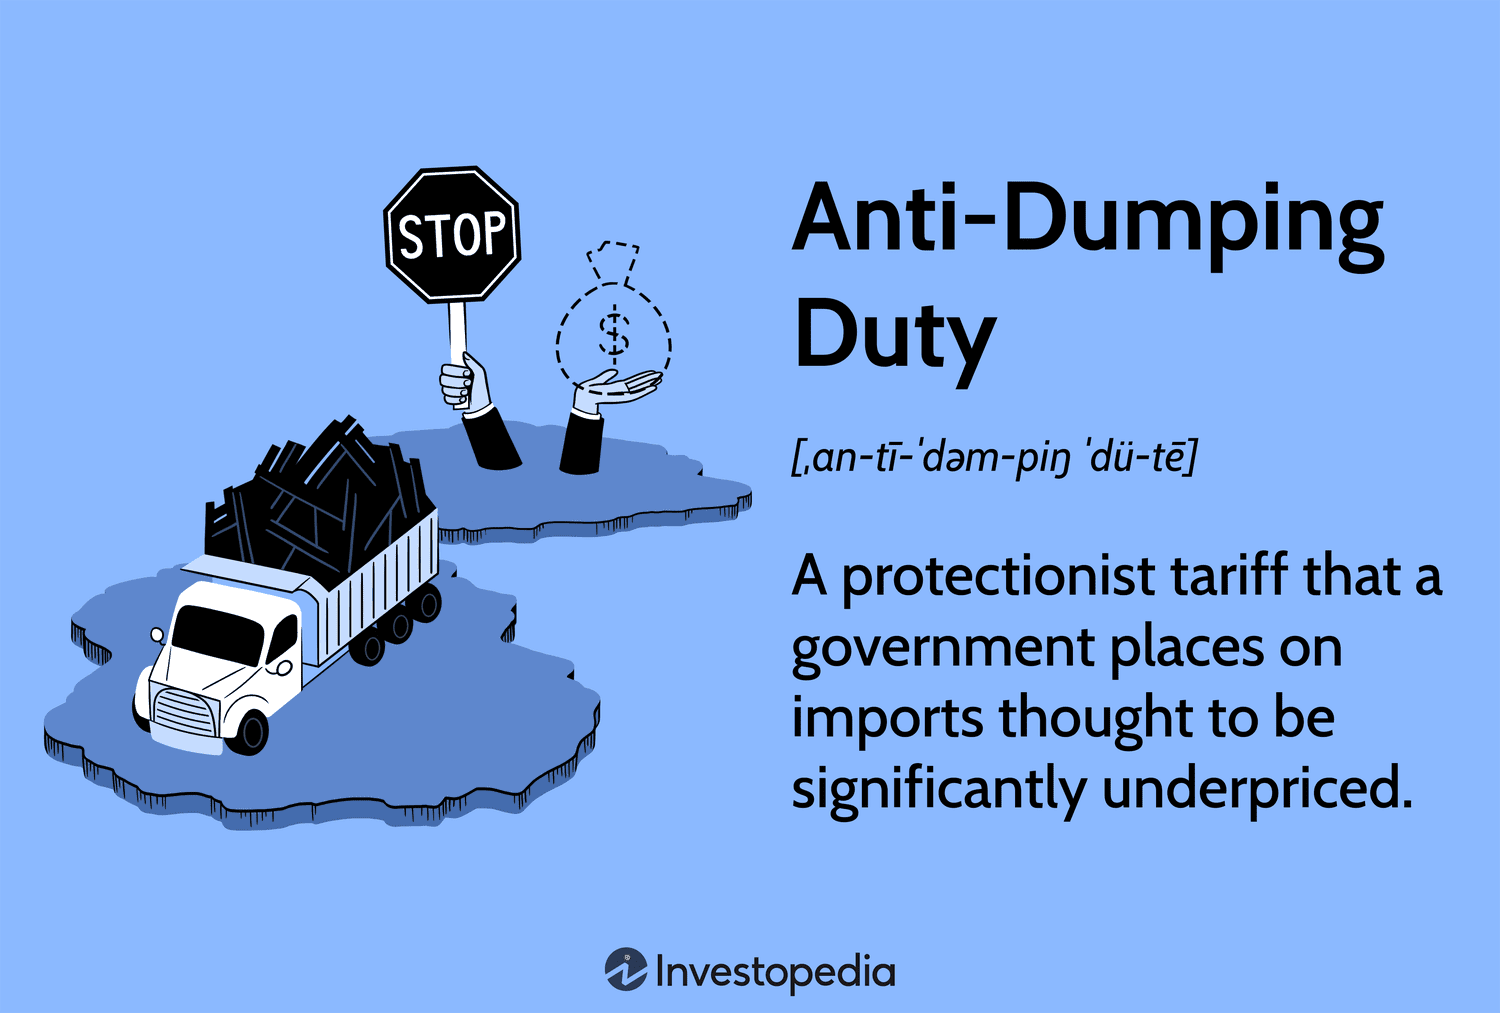 STOP
$
Anti-Dumping
Duty
[ˌan-tī-ˈdəm-piŋ ˈdü-tē]
A protectionist tariff that a
government places on
imports thought to be
significantly underpriced.
Investopedia